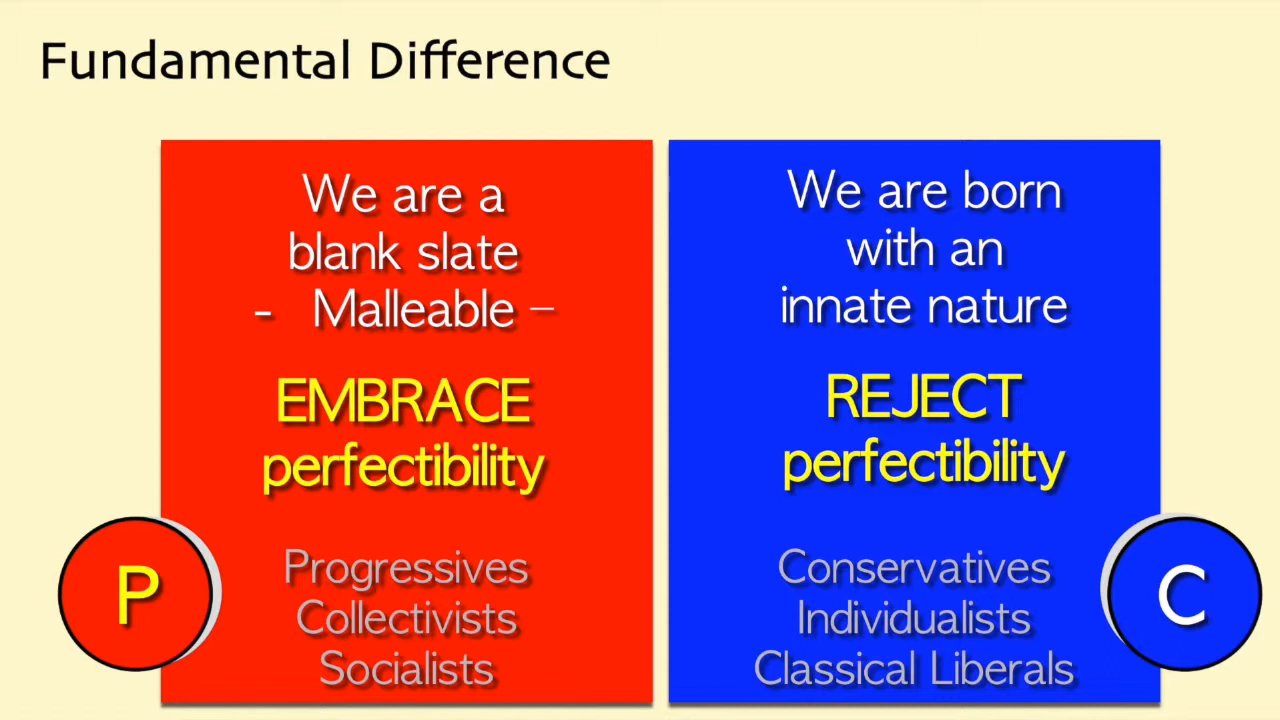 Fundamental Difference
We are a
blank slate
- Malleable –
EMBRACE
perfectibility
Progressives
Collectivists
Socialists
P
We are born
with an
innate nature
REJECT
perfectibility
Conservatives
Individualists
Classical Liberals
C